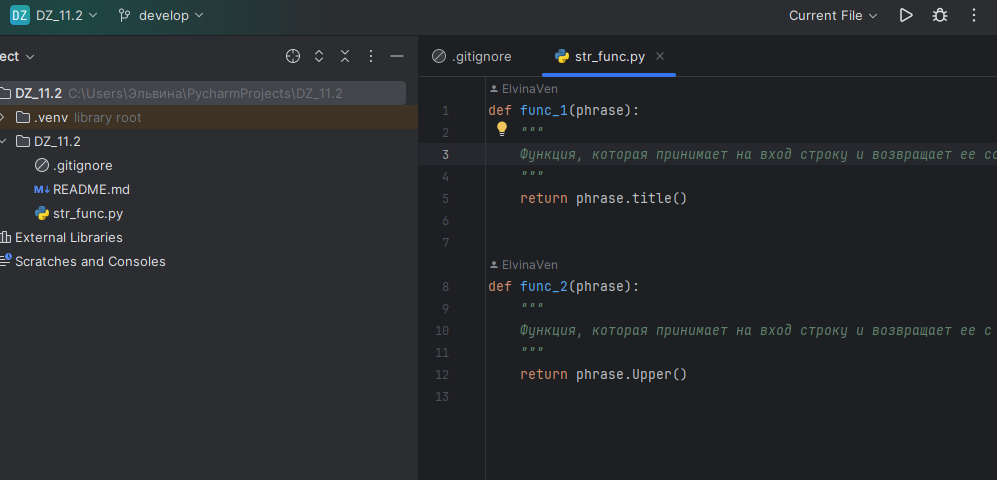 DZ DZ_11.2 develop Current File
ect
.gitignore str_func.py
DZ_11.2 C:\Users\Эльвина\PycharmProjects\DZ_11.2
.venv library root
DZ_11.2
.gitignore
M↓ README.md
str_func.py
External Libraries
Scratches and Consoles
ElvinaVen
1 def func_1(phrase):
2 """
3 Функция, которая принимает на вход строку и возвращает ее со
4 """
5 return phrase.title()
6
7
ElvinaVen
8 def func_2(phrase):
9 """
10 Функция, которая принимает на вход строку и возвращает ее с
11 """
12 return phrase.Upper()
13